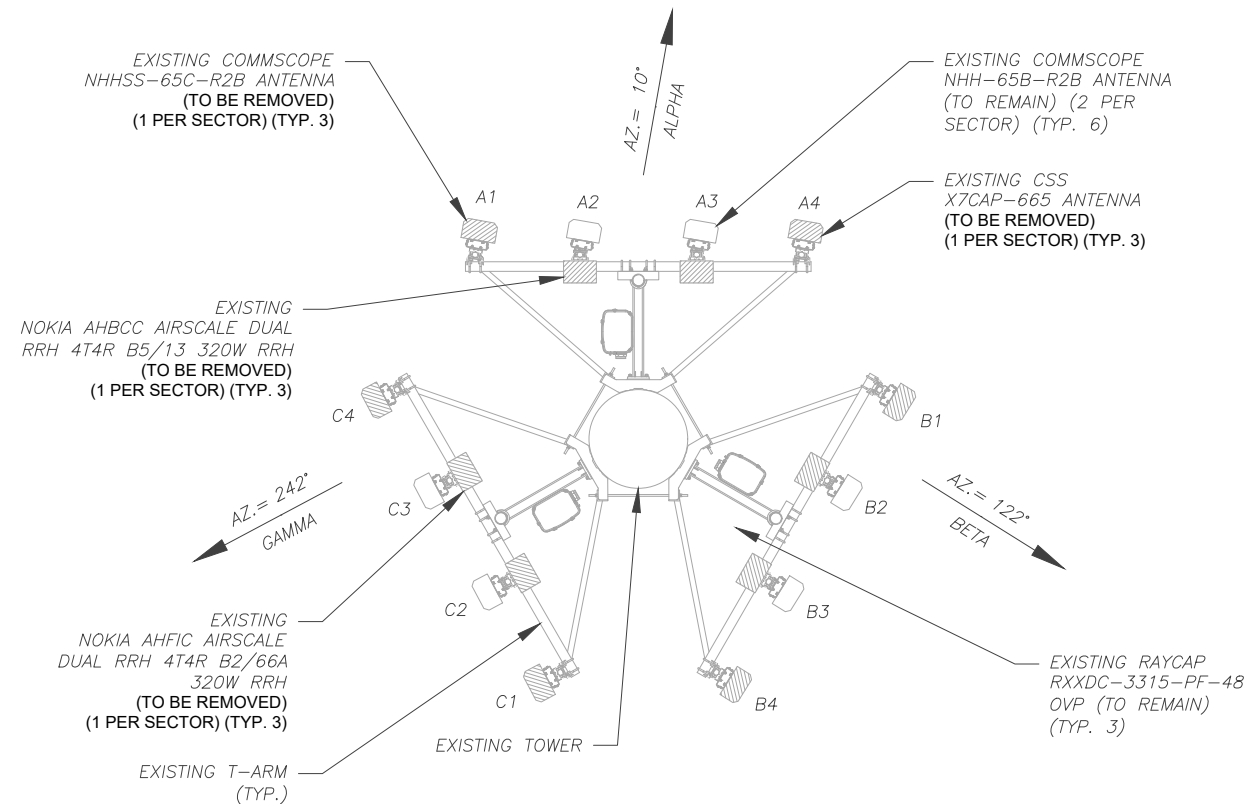 EXISTING COMMSCOPE
NHHSS-65C-R2B ANTENNA
(TO BE REMOVED)
(1 PER SECTOR) (TYP. 3)
AZ.= 10°
ALPHA
EXISTING COMMSCOPE
NHH-65B-R2B ANTENNA
(TO REMAIN) (2 PER
SECTOR) (TYP. 6)
EXISTING CSS
X7CAP-665 ANTENNA
(TO BE REMOVED)
(1 PER SECTOR) (TYP. 3)
A1
A2
A3
A4
EXISTING
NOKIA AHBCC AIRSCALE DUAL
RRH 4T4R B5/13 320W RRH
(TO BE REMOVED)
(1 PER SECTOR) (TYP. 3)
C4
B1
C3
B2
AZ.= 242°
GAMMA
AZ.= 122°
BETA
C2
B3
C1
B4
EXISTING
NOKIA AHFIC AIRSCALE
DUAL RRH 4T4R B2/66A
320W RRH
(TO BE REMOVED)
(1 PER SECTOR) (TYP. 3)
EXISTING RAYCAP
RXXDC-3315-PF-48
OVP (TO REMAIN)
(TYP. 3)
EXISTING TOWER
EXISTING T-ARM
(TYP.)